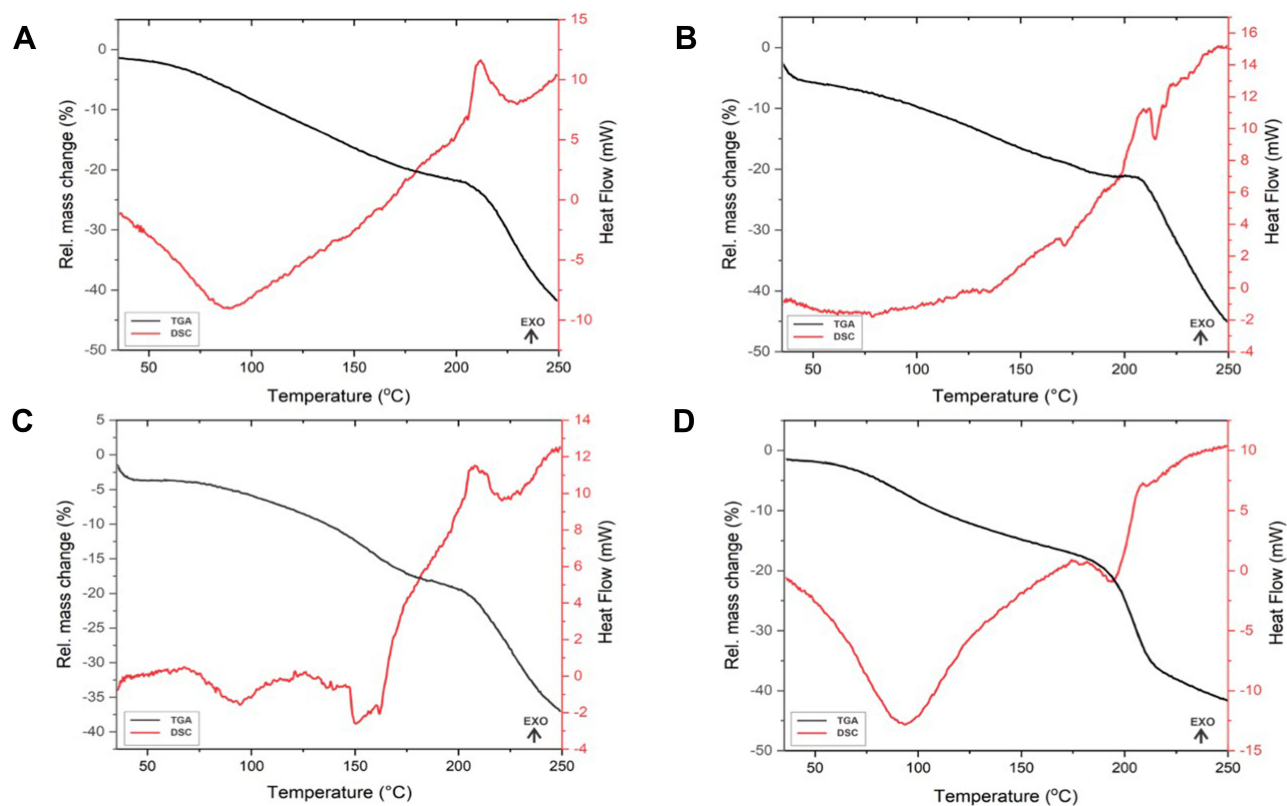 A
Rel. mass change (%)
0
-10
-20
-30
-40
-50
15
10
5
0
-5
-10
Heat Flow (mW)
TGA
DSC
EXO
50
100
150
200
250
Temperature (°C)
B
Rel. mass change (%)
0
-10
-20
-30
-40
-50
16
14
12
10
8
6
4
2
0
-2
-4
Heat Flow (mW)
TGA
DSC
EXO
50
100
150
200
250
Temperature (°C)
C
Rel. mass change (%)
5
0
-5
-10
-15
-20
-25
-30
-35
-40
14
12
10
8
6
4
2
0
-2
-4
Heat Flow (mW)
TGA
DSC
EXO
50
100
150
200
250
Temperature (°C)
D
Rel. mass change (%)
0
-10
-20
-30
-40
-50
10
5
0
-5
-10
-15
Heat Flow (mW)
TGA
DSC
EXO
50
100
150
200
250
Temperature (°C)